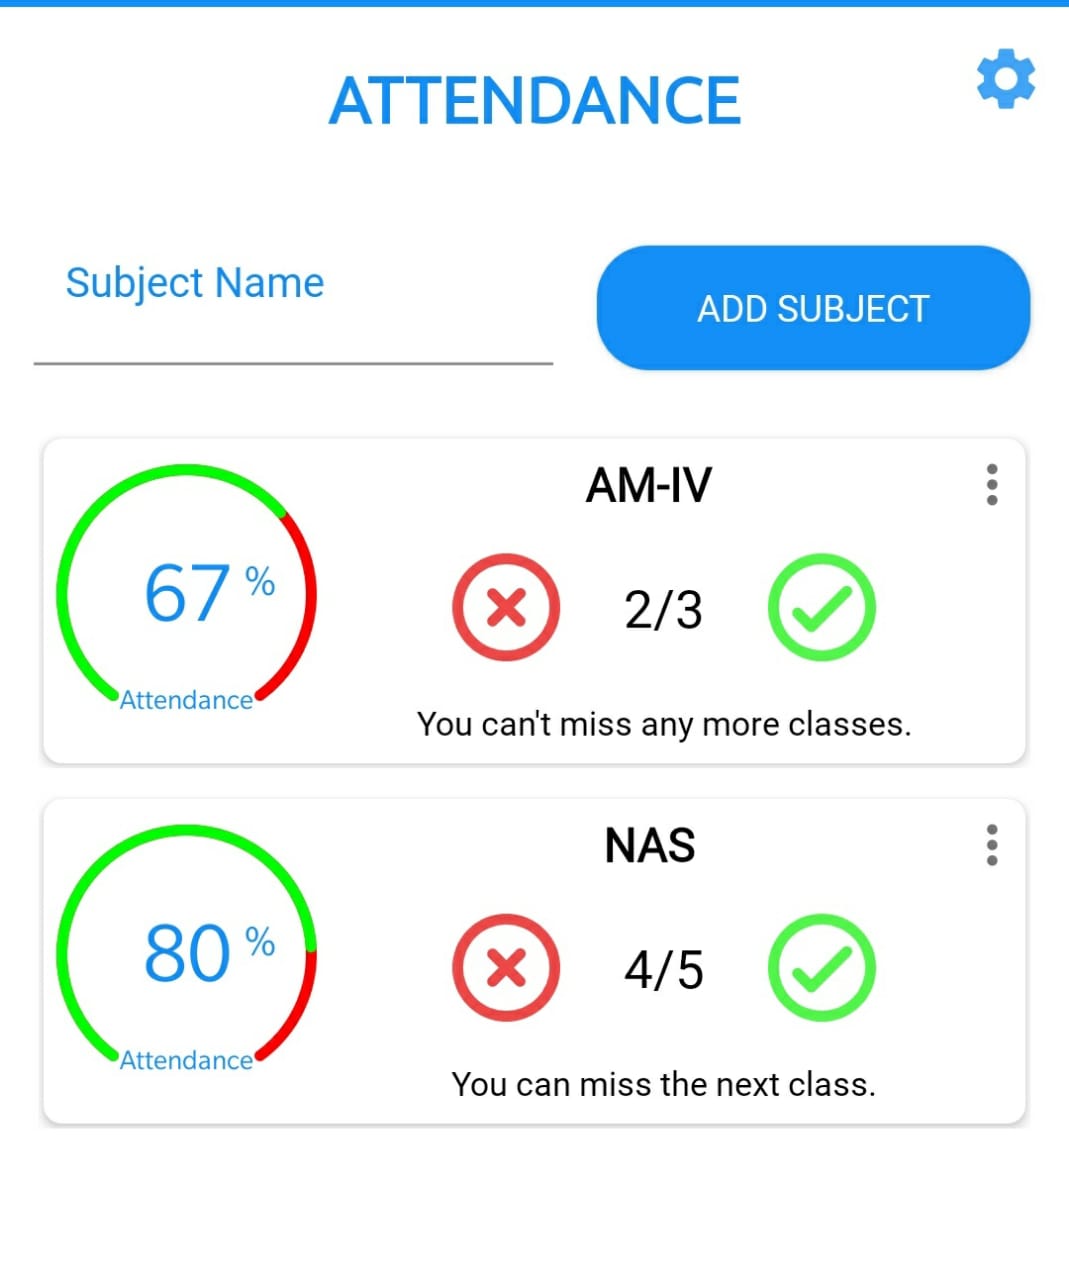 ATTENDANCE
Subject Name
ADD SUBJECT
AM-IV
67 %
2/3
Attendance
You can't miss any more classes.
NAS
80 %
4/5
Attendance
You can miss the next class.